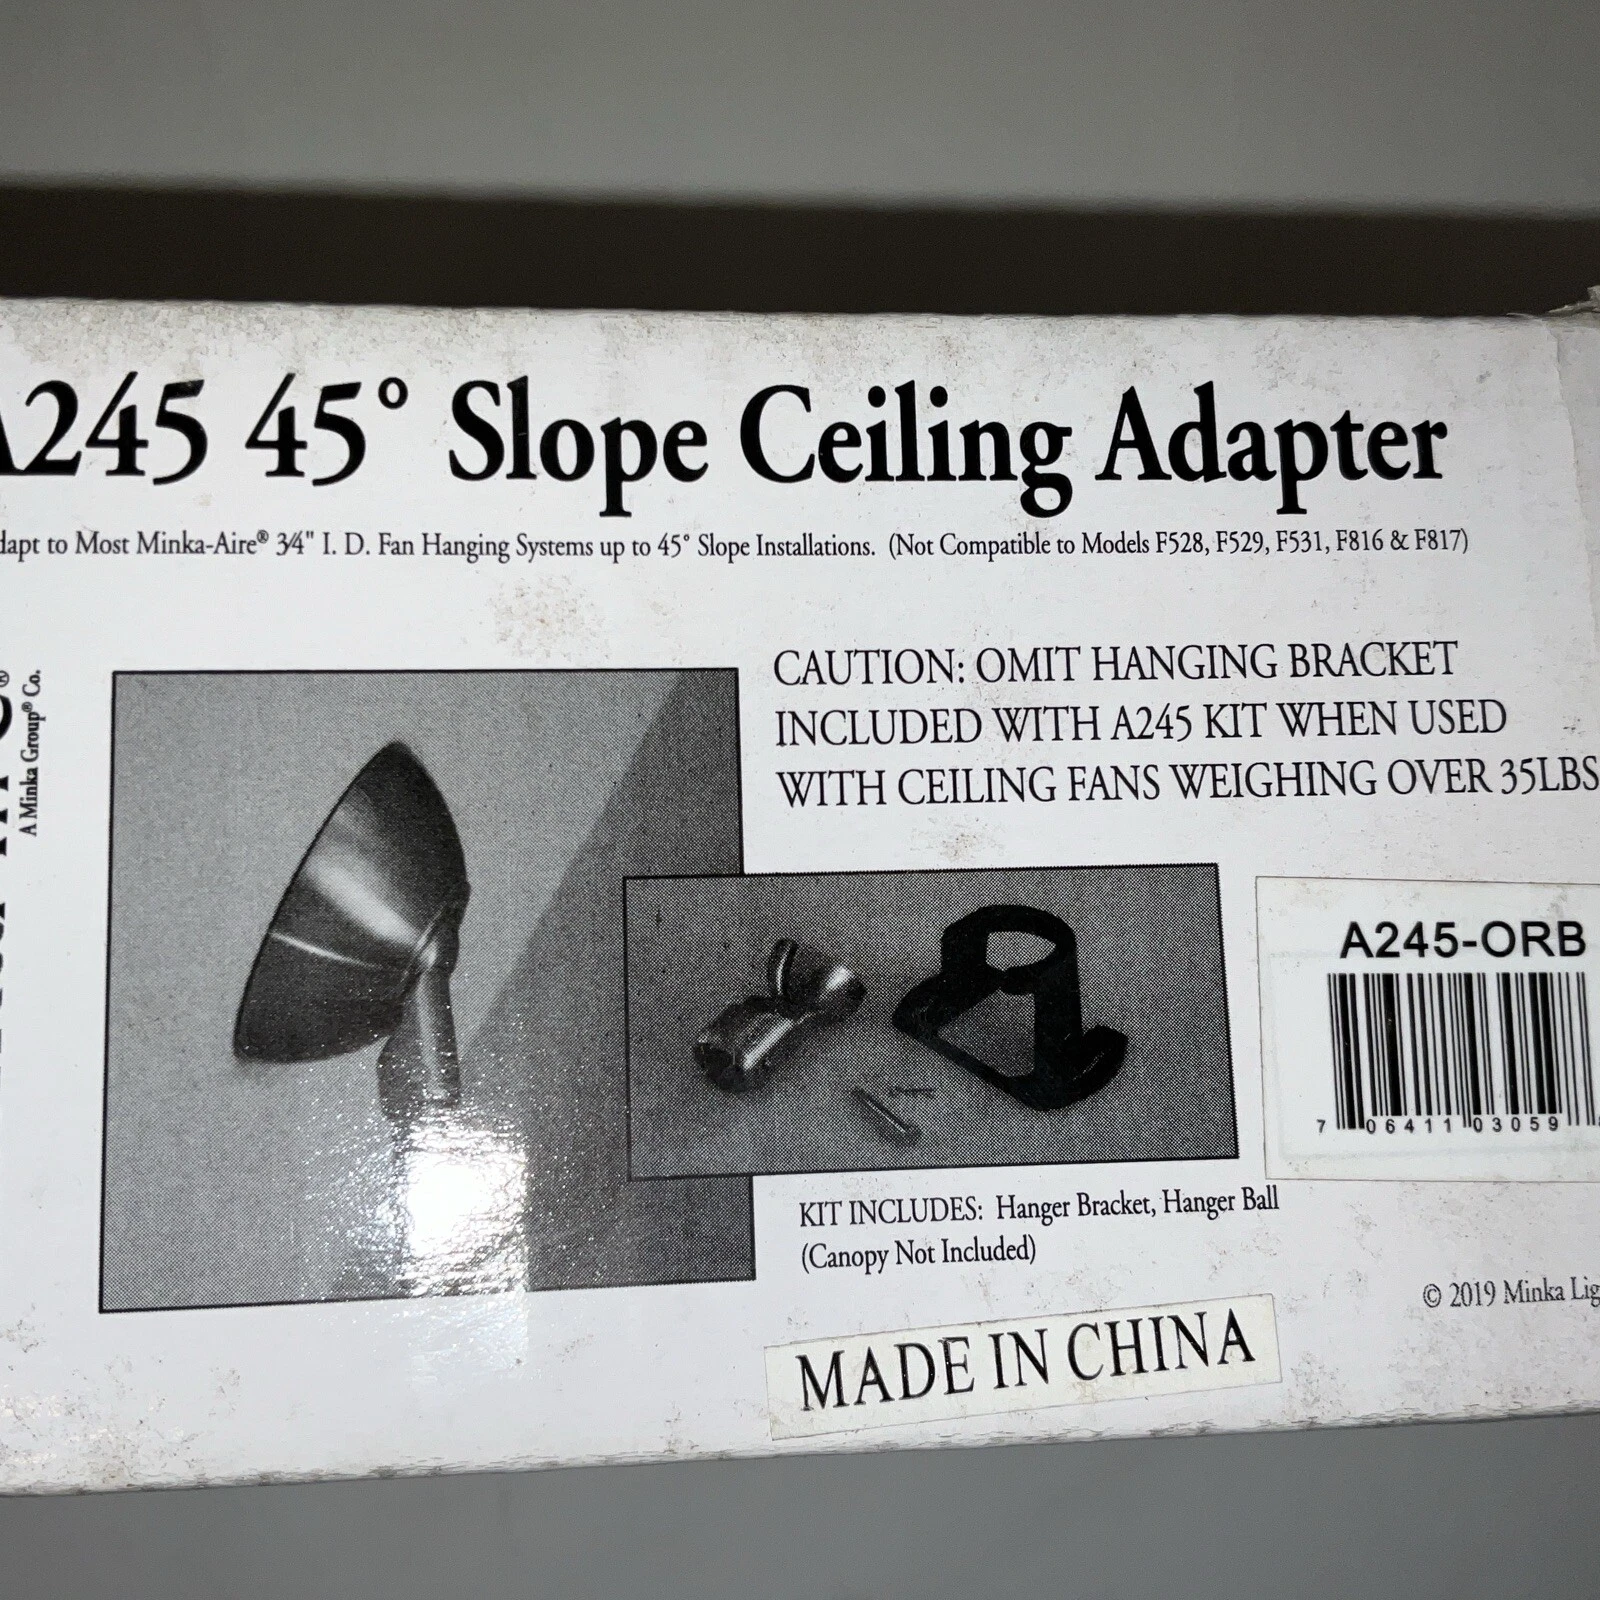 A245 45° Slope Ceiling Adapter
to Most Minka-Aire® 3/4" I. D. Fan Hanging Systems up to 45° Slope Installations. (Not Compatible to Models F528, F529, F531, F816 & F817)
A Minka Group® Co.
CAUTION: OMIT HANGING BRACKET
INCLUDED WITH A245 KIT WHEN USED
WITH CEILING FANS WEIGHING OVER 35LBS
A245-ORB
7 06411 03059
KIT INCLUDES: Hanger Bracket, Hanger Ball
(Canopy Not Included)
© 2019 Minka
MADE IN CHINA